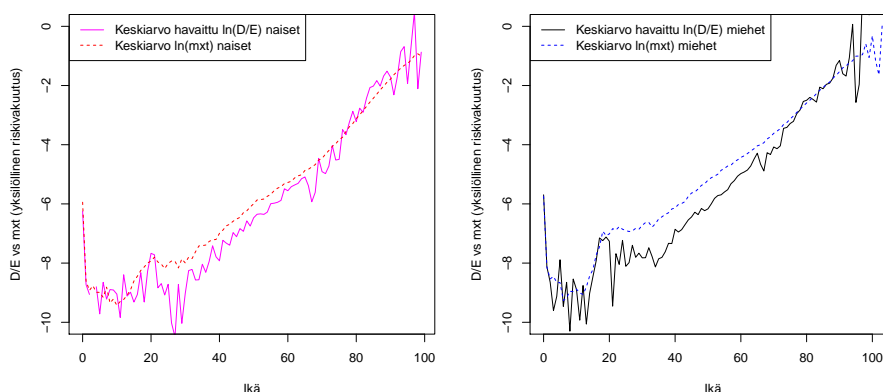 Keskiarvo havaittu ln(D/E) naiset
Keskiarvo ln(mxt) naiset
D/E vs mxt (yksilöllinen riskivakuutus)
0
-2
-4
-6
-8
-10
0 20 40 60 80 100
Ikä
Keskiarvo havaittu ln(D/E) miehet
Keskiarvo ln(mxt) miehet
D/E vs mxt (yksilöllinen riskivakuutus)
0
-2
-4
-6
-8
-10
0 20 40 60 80 100
Ikä